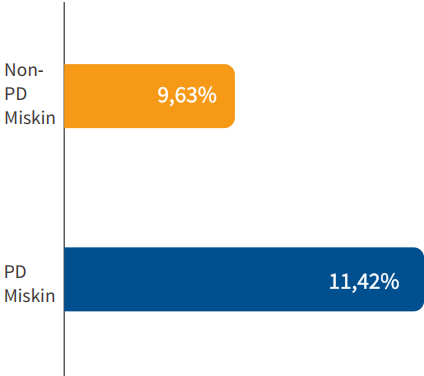 Non-
PD
Miskin
9,63%
PD
Miskin
11,42%